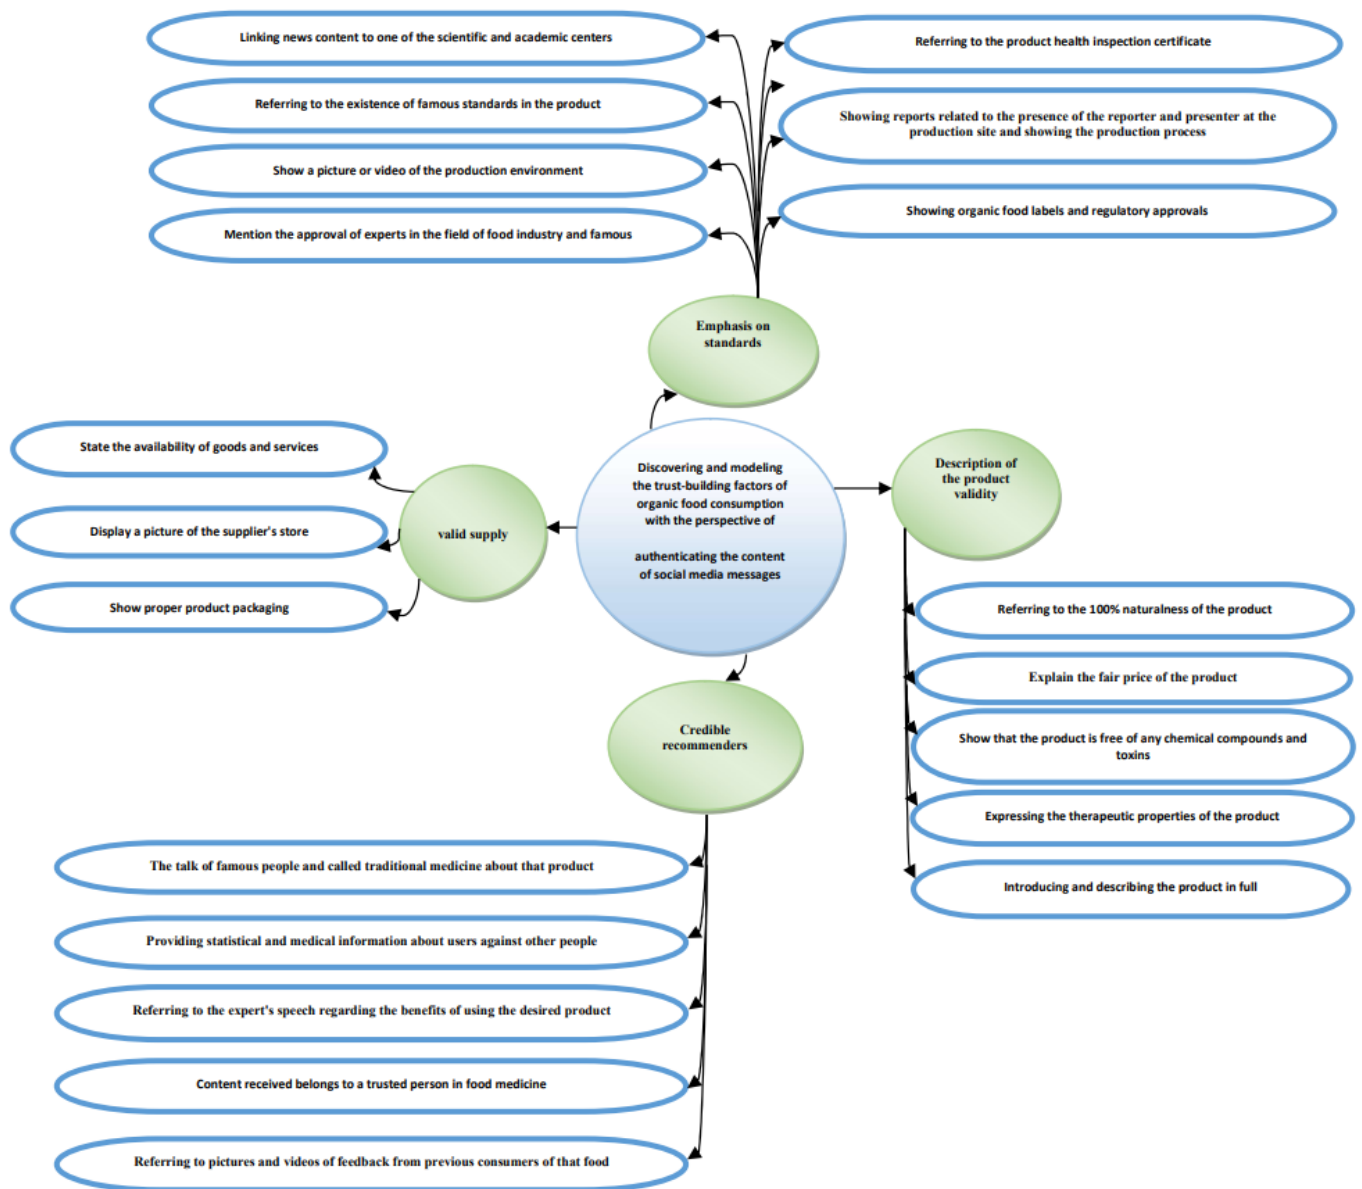 Linking news content to one of the scientific and academic centers
Referring to the existence of famous standards in the product
Show a picture or video of the production environment
Mention the approval of experts in the field of food industry and famous
Referring to the product health inspection certificate
Showing reports related to the presence of the reporter and presenter at the
production site and showing the production process
Showing organic food labels and regulatory approvals
Emphasis on
standards
State the availability of goods and services
Display a picture of the supplier's store
Show proper product packaging
valid supply
Discovering and modeling
the trust-building factors of
organic food consumption
with the perspective of
authenticating the content
of social media messages
Description of
the product
validity
Referring to the 100% naturalness of the product
Explain the fair price of the product
Show that the product is free of any chemical compounds and
toxins
Expressing the therapeutic properties of the product
Introducing and describing the product in full
Credible
recommenders
The talk of famous people and called traditional medicine about that product
Providing statistical and medical information about users against other people
Referring to the expert's speech regarding the benefits of using the desired product
Content received belongs to a trusted person in food medicine
Referring to pictures and videos of feedback from previous consumers of that food